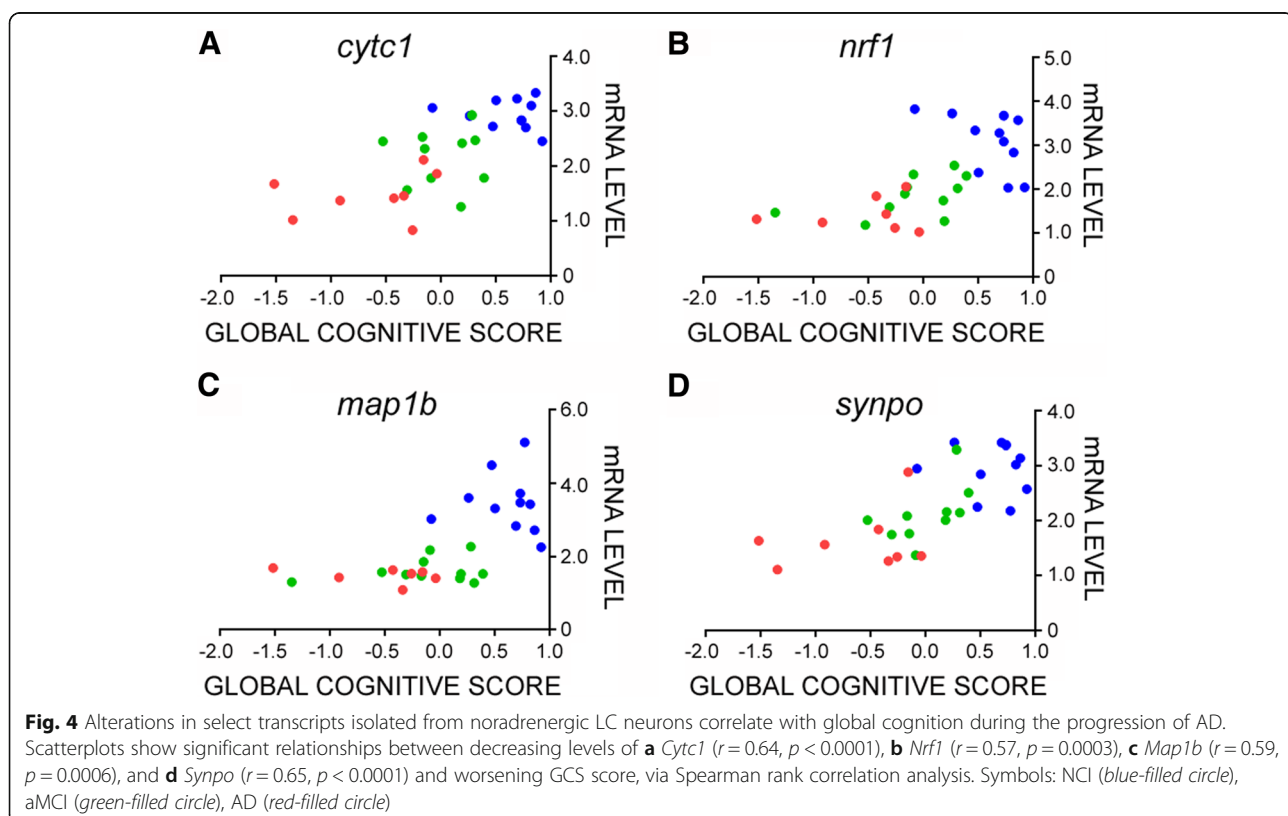 A
cytc1
4.0
3.0
2.0
1.0
0
mRNA LEVEL
-2.0 -1.5 -1.0 -0.5 0.0 0.5 1.0
GLOBAL COGNITIVE SCORE
B
nrf1
5.0
4.0
3.0
2.0
1.0
0
mRNA LEVEL
-2.0 -1.5 -1.0 -0.5 0.0 0.5 1.0
GLOBAL COGNITIVE SCORE
C
map1b
6.0
4.0
2.0
0
mRNA LEVEL
-2.0 -1.5 -1.0 -0.5 0.0 0.5 1.0
GLOBAL COGNITIVE SCORE
D
synpo
4.0
3.0
2.0
1.0
0
mRNA LEVEL
-2.0 -1.5 -1.0 -0.5 0.0 0.5 1.0
GLOBAL COGNITIVE SCORE
Fig. 4 Alterations in select transcripts isolated from noradrenergic LC neurons correlate with global cognition during the progression of AD.
Scatterplots show significant relationships between decreasing levels of a Cytc1 (r = 0.64, p < 0.0001), b Nrf1 (r = 0.57, p = 0.0003), c Map1b (r = 0.59,
p = 0.0006), and d Synpo (r = 0.65, p < 0.0001) and worsening GCS score, via Spearman rank correlation analysis. Symbols: NCI (blue-filled circle),
aMCI (green-filled circle), AD (red-filled circle)